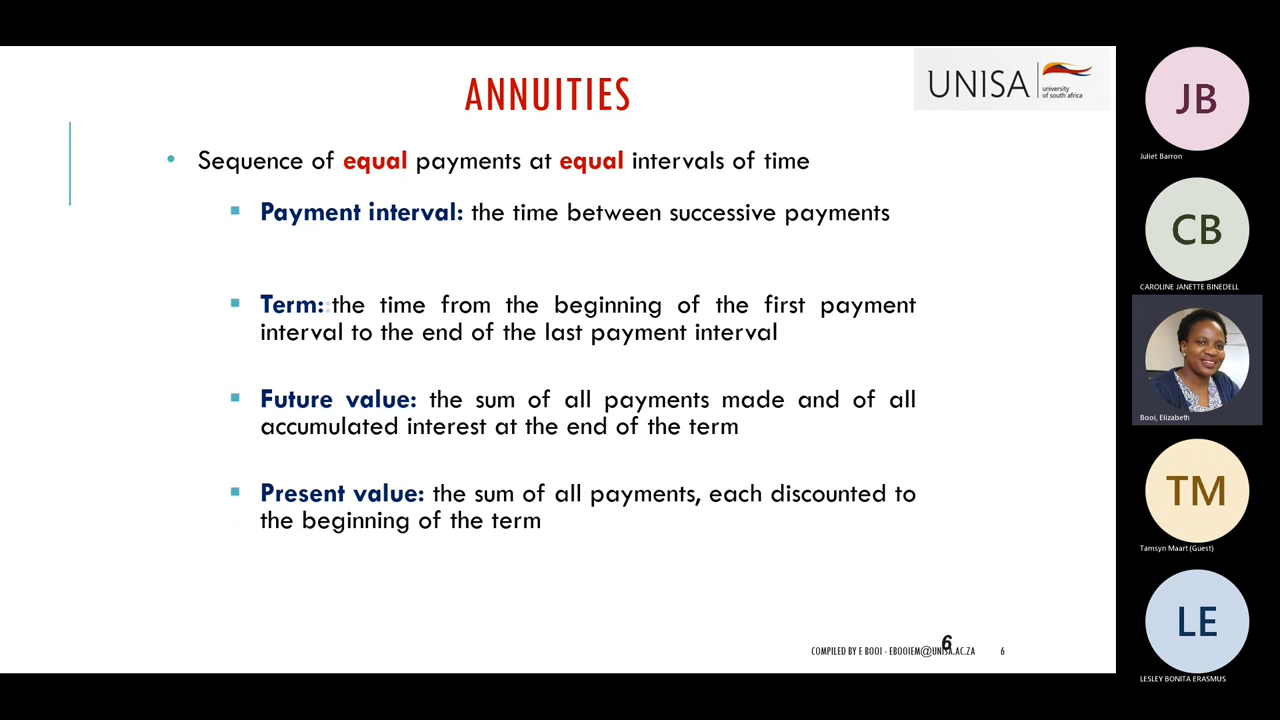 ANNUITIES
UNISA
university
of south africa
• Sequence of equal payments at equal intervals of time
Payment interval: the time between successive payments
Term: the time from the beginning of the first payment
interval to the end of the last payment interval
Future value: the sum of all payments made and of all
accumulated interest at the end of the term
Present value: the sum of all payments, each discounted to
the beginning of the term
6
COMPILED BY E BOOI - EBOOIEM@UNISA.AC.ZA 6
JB
Juliet Barron
CB
CAROLINE JANETTE BINEDELL
Booi, Elizabeth
TM
Tamsyn Maart (Guest)
LE
LESLEY BONITA ERASMUS